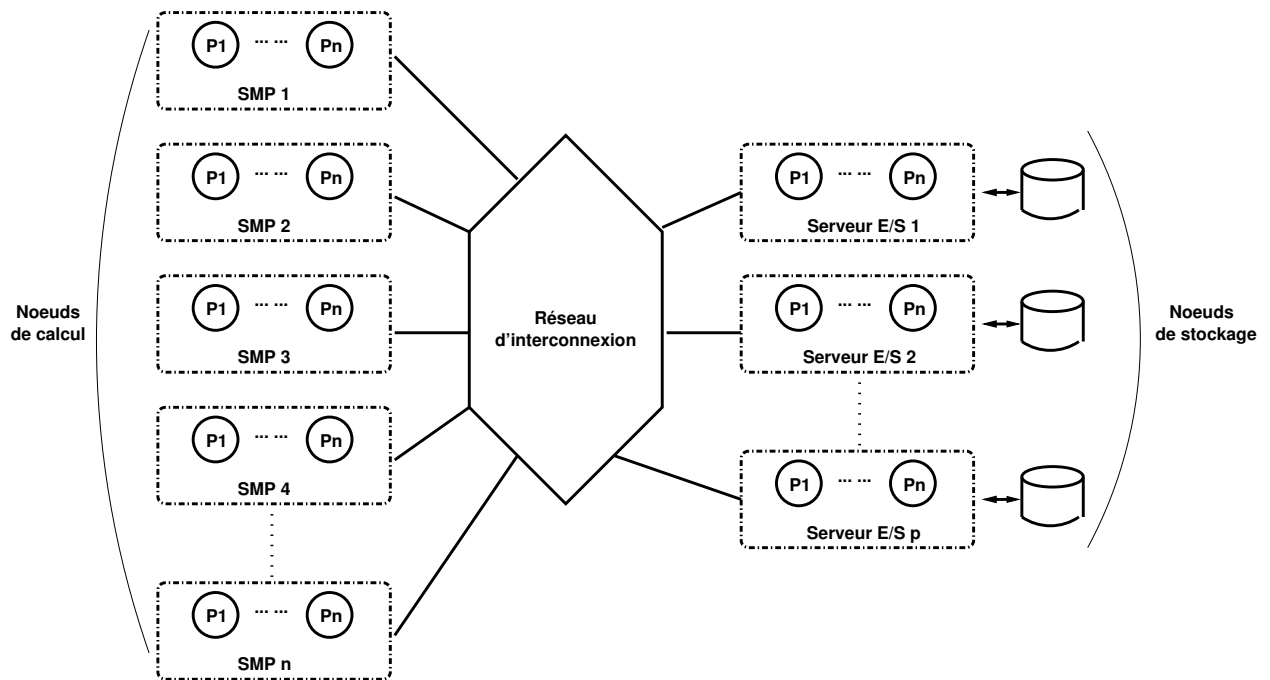 Noeuds
de calcul
P1 ... ... Pn
SMP 1
P1 ... ... Pn
SMP 2
P1 ... ... Pn
SMP 3
P1 ... ... Pn
SMP 4
P1 ... ... Pn
SMP n
Réseau
d'interconnexion
P1 ... ... Pn
Serveur E/S 1
P1 ... ... Pn
Serveur E/S 2
P1 ... ... Pn
Serveur E/S p
Noeuds
de stockage